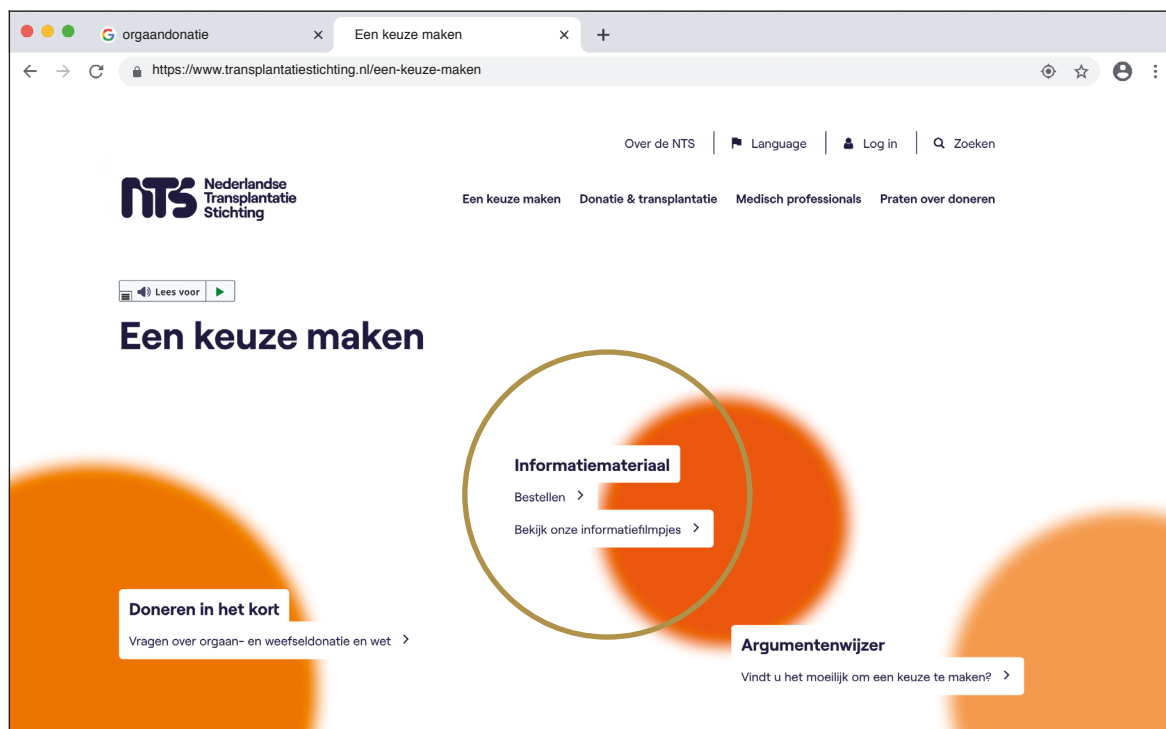 orgaandonatie
Een keuze maken
https://www.transplantatiestichting.nl/een-keuze-maken
Over de NTS
Language
Log in
Zoeken
NTS
Nederlandse
Transplantatie
Stichting
Een keuze maken
Donatie & transplantatie
Medisch professionals
Praten over doneren
Lees voor
Een keuze maken
Informatiemateriaal
Bestellen
Bekijk onze informatiefilmpjes
Doneren in het kort
Vragen over orgaan- en weefseldonatie en wet
Argumentenwijzer
Vindt u het moeilijk om een keuze te maken?